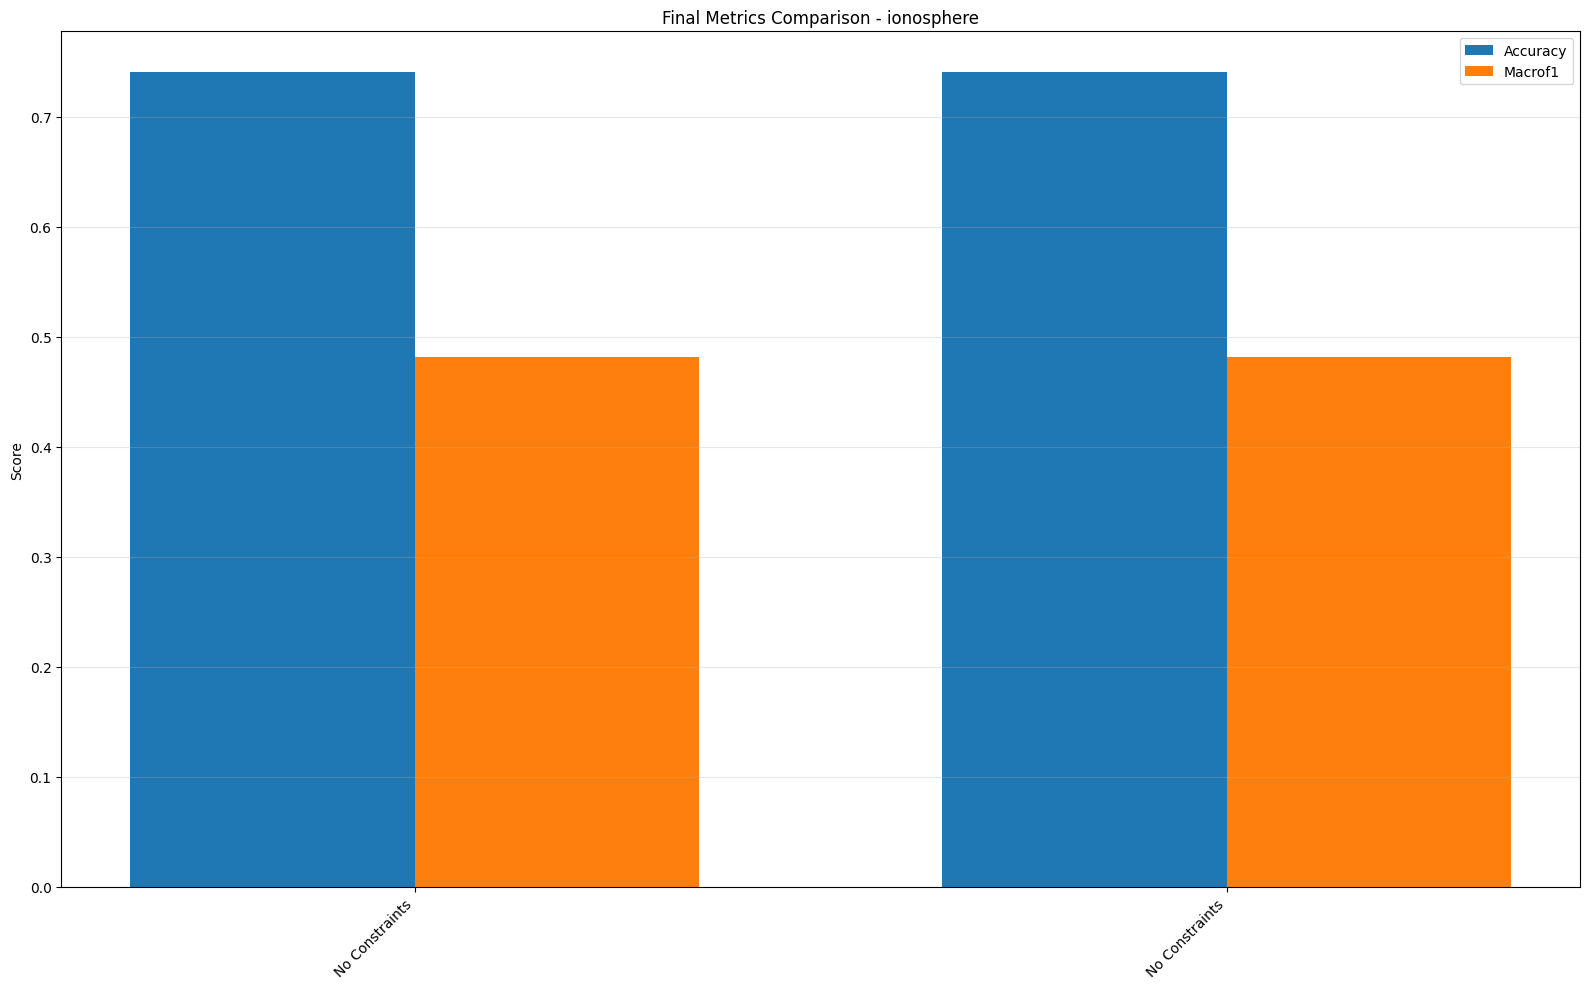 Final Metrics Comparison - ionosphere
Accuracy
Macrof1
Score
0.7
0.6
0.5
0.4
0.3
0.2
0.1
0.0
No Constraints
No Constraints